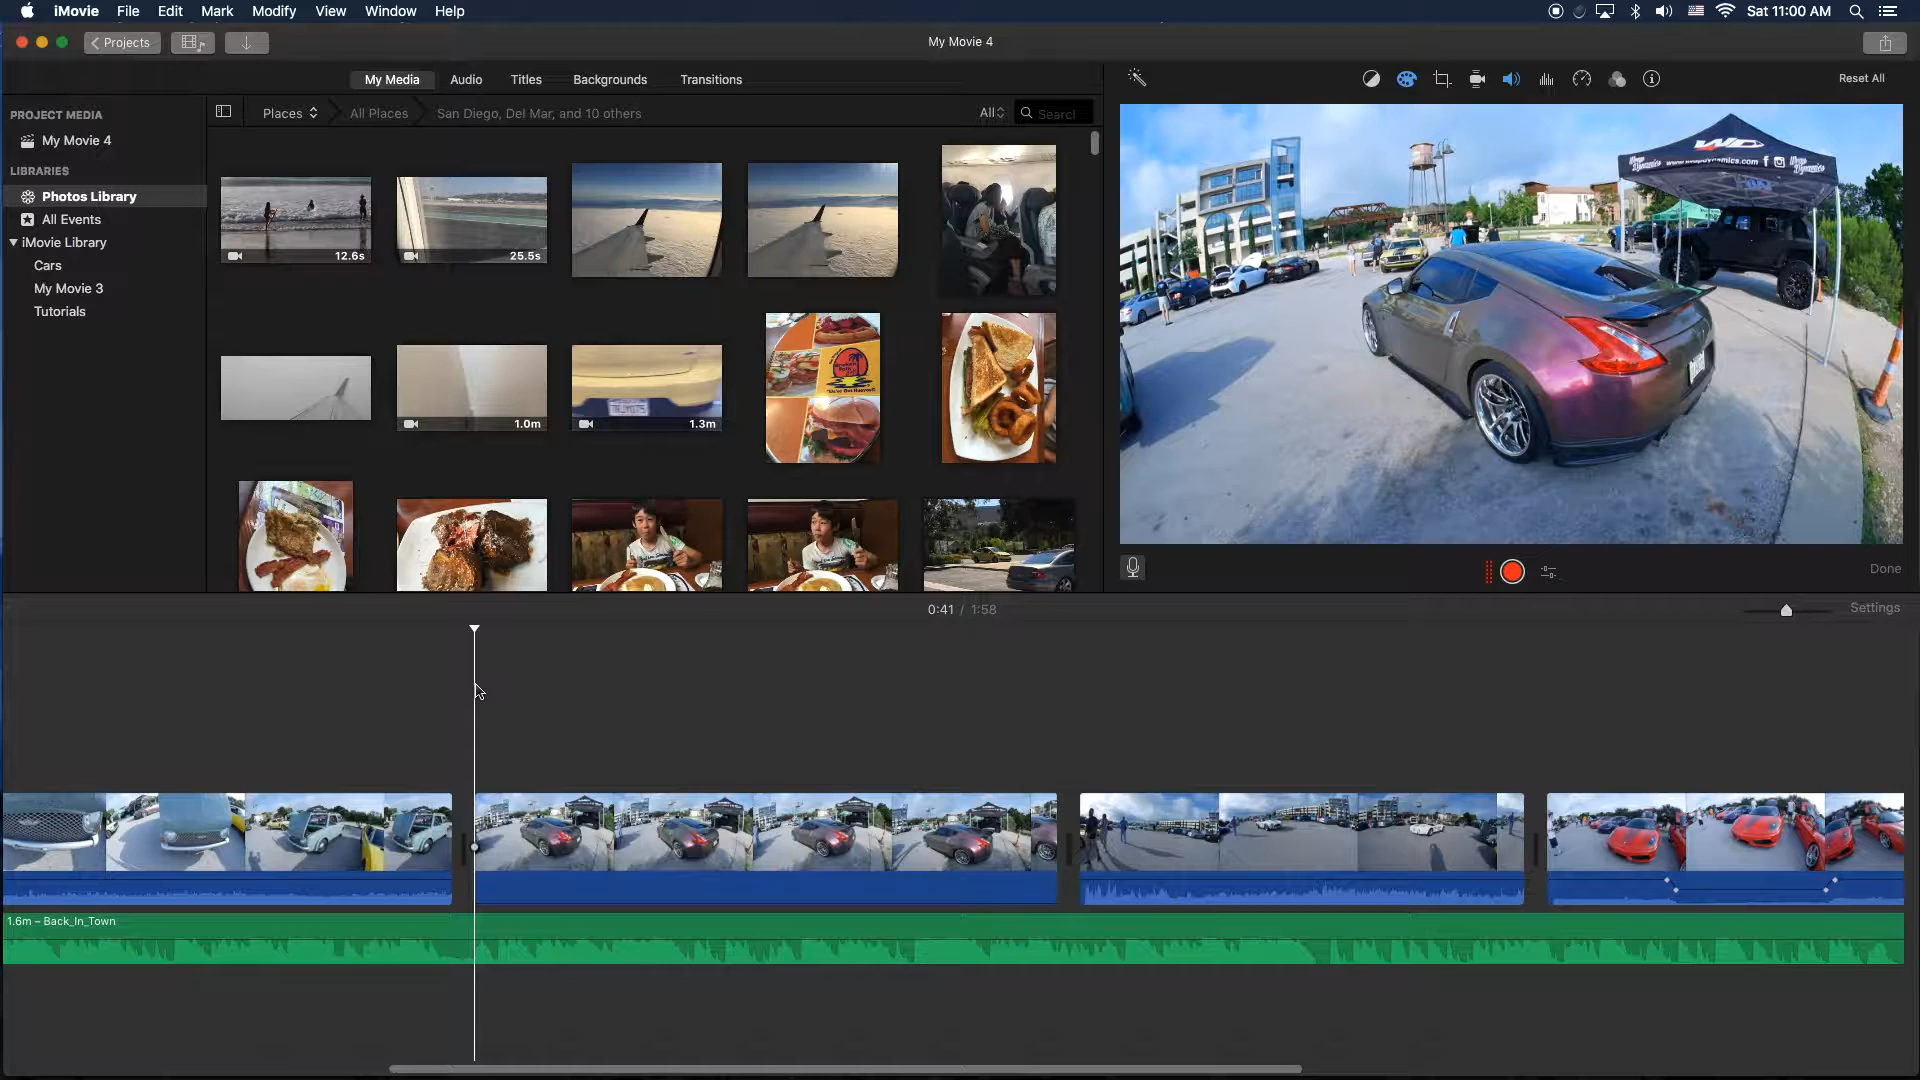 iMovie File Edit Mark Modify View Window Help Sat 11:00 AM
Projects My Movie 4
My Media Audio Titles Backgrounds Transitions Reset All
PROJECT MEDIA
My Movie 4
LIBRARIES
Photos Library
All Events
iMovie Library
Cars
My Movie 3
Tutorials
Places All Places San Diego, Del Mar, and 10 others All Search
12.6s
25.5s
1.0m
1.3m
Done
0:41 / 1:58 Settings
1.6m – Back_In_Town